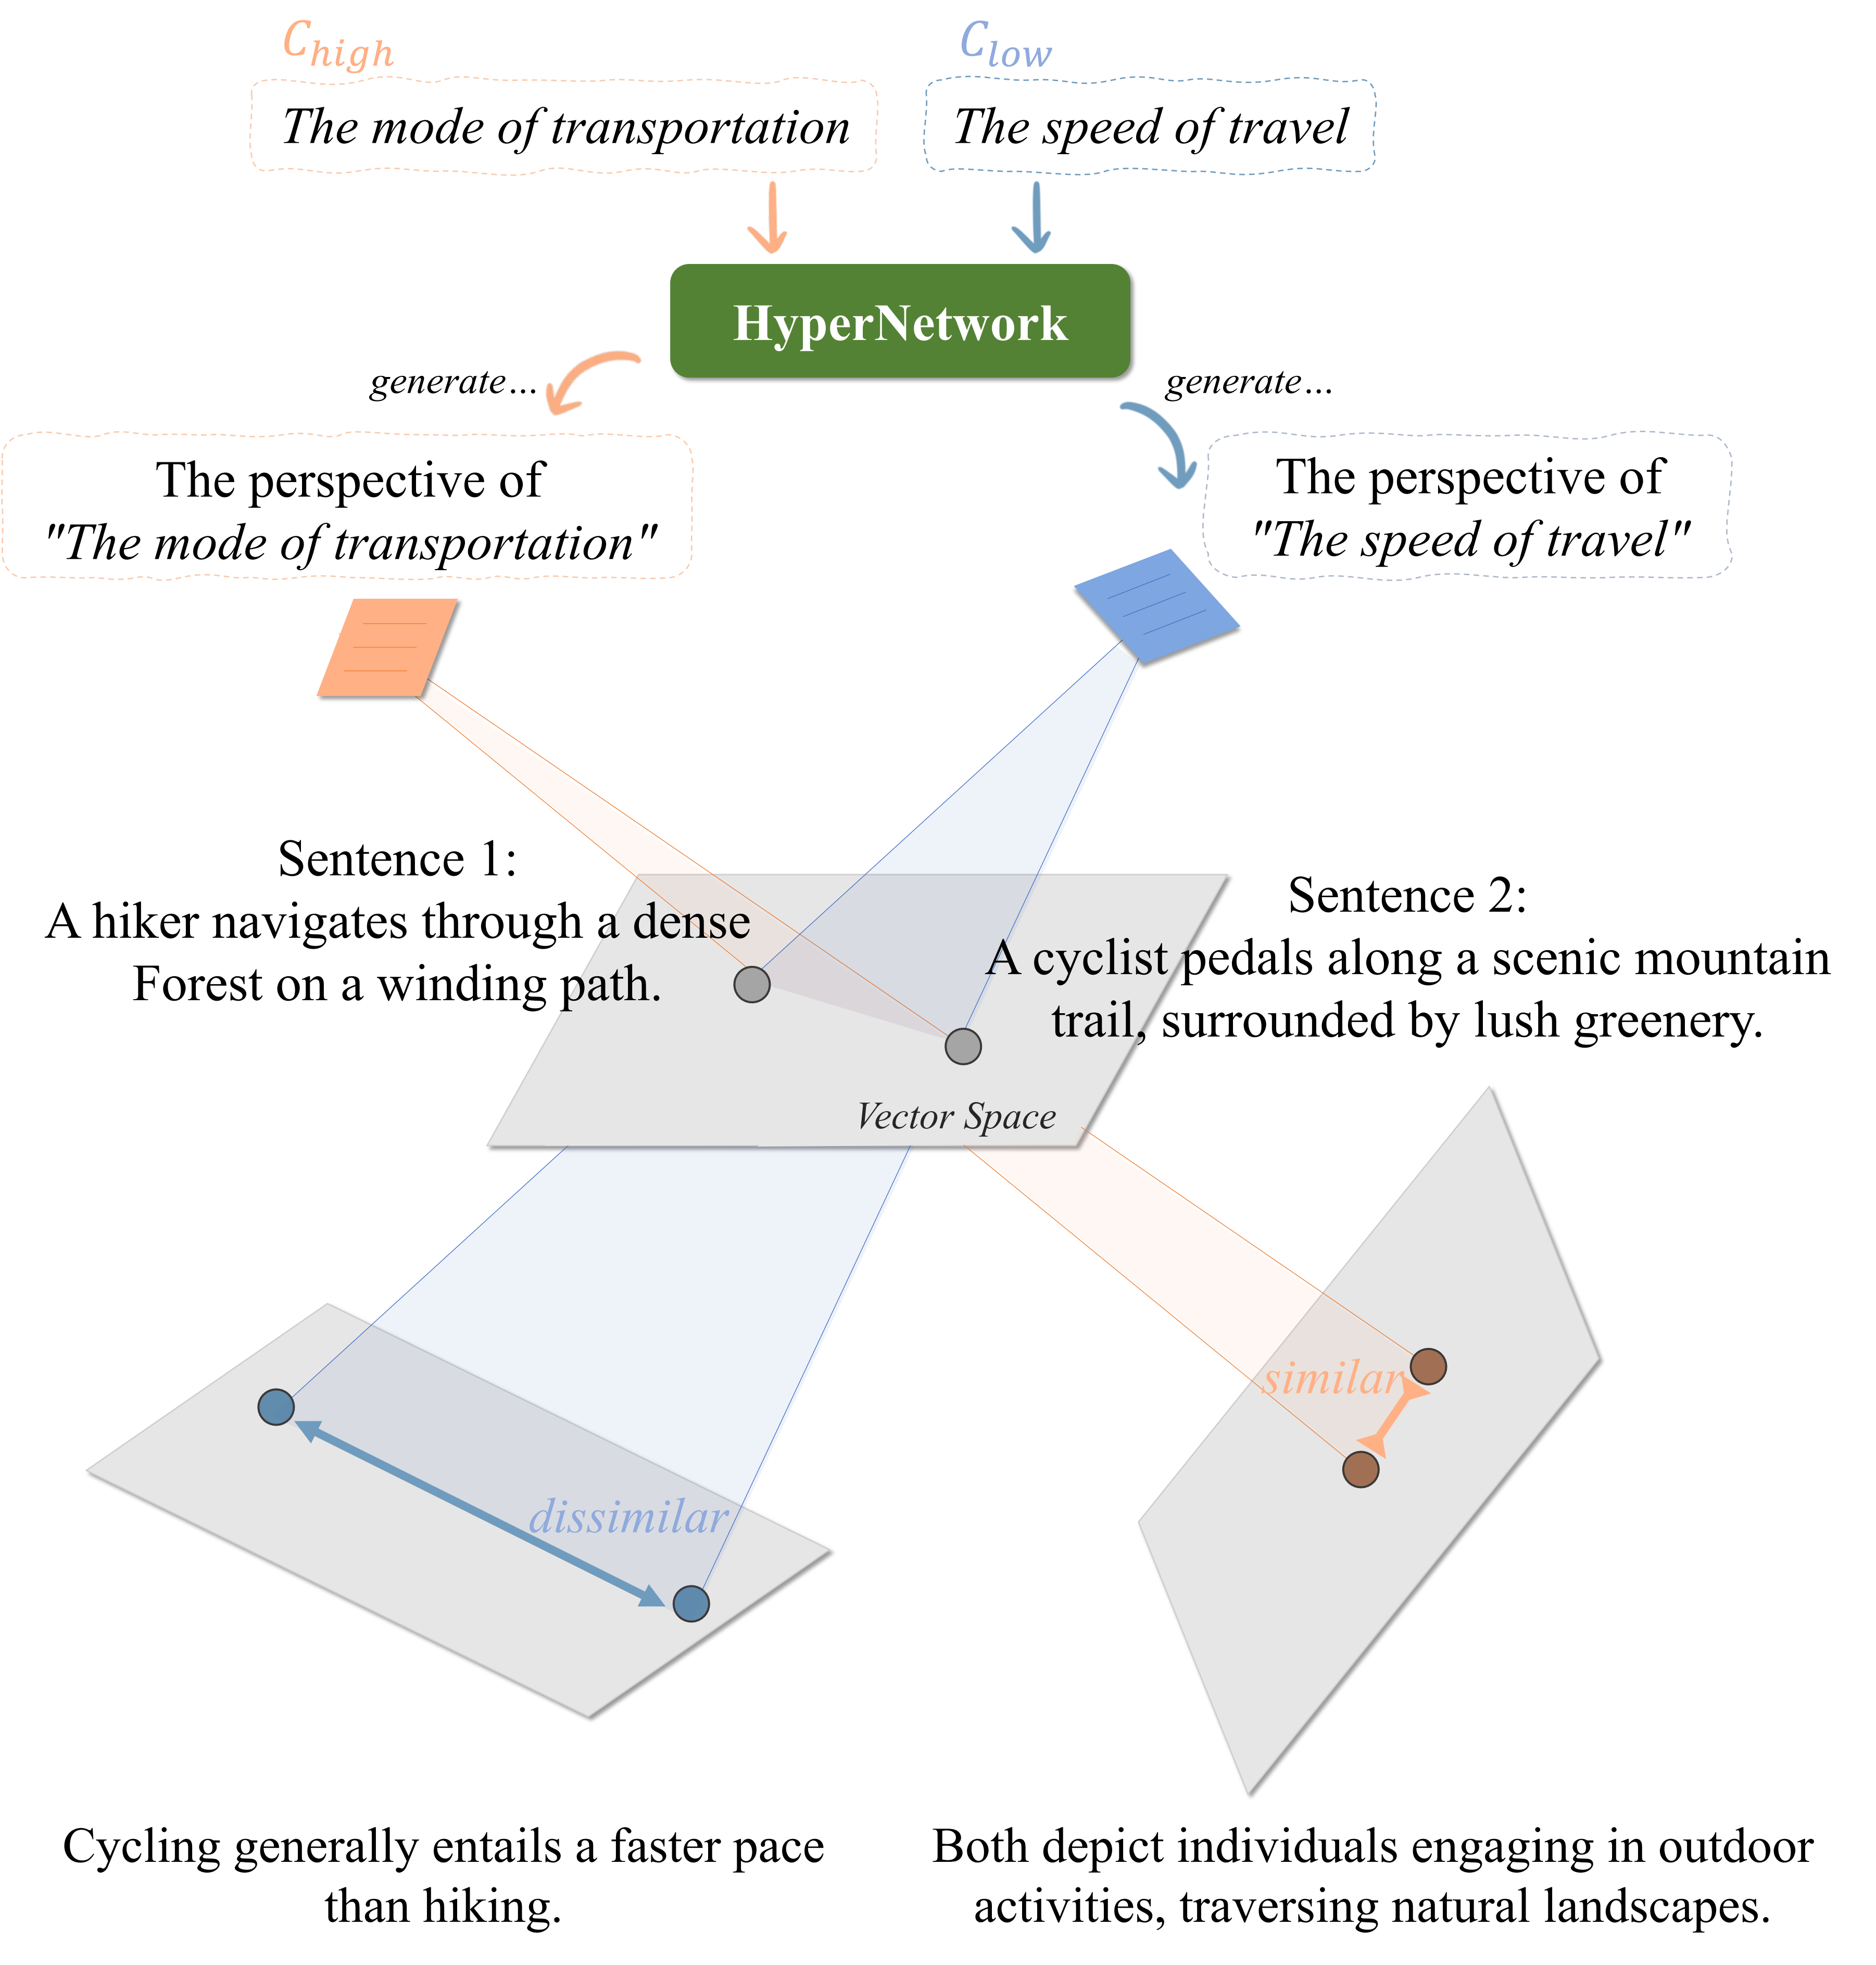 C_high
C_low
The mode of transportation
The speed of travel
HyperNetwork
generate...
generate...
The perspective of
"The mode of transportation"
The perspective of
"The speed of travel"
Sentence 1:
A hiker navigates through a dense
Forest on a winding path.
Sentence 2:
A cyclist pedals along a scenic mountain
trail, surrounded by lush greenery.
Vector Space
similar
dissimilar
Cycling generally entails a faster pace
than hiking.
Both depict individuals engaging in outdoor
activities, traversing natural landscapes.